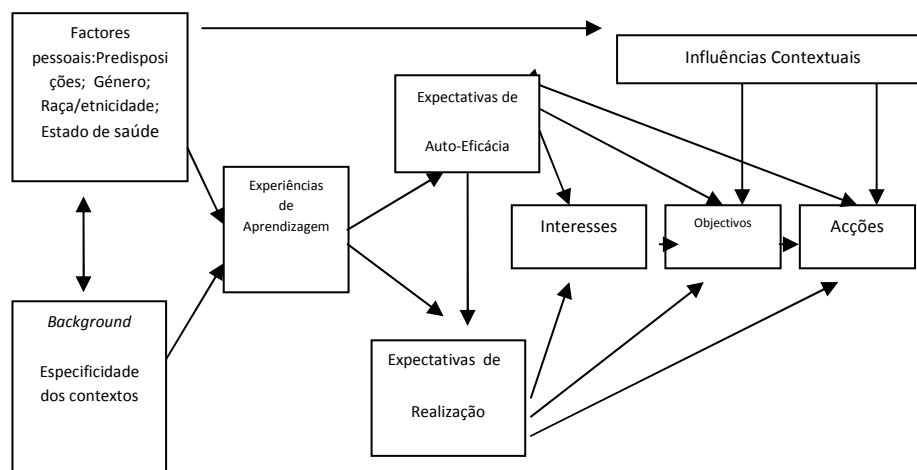 Factores
pessoais:Predisposi
ções; Género;
Raça/etnicidade;
Estado de saúde
Influências Contextuais
Expectativas de
Auto-Eficácia
Experiências
de
Aprendizagem
Interesses
Objectivos
Acções
Background
Especificidade
dos contextos
Expectativas de
Realização